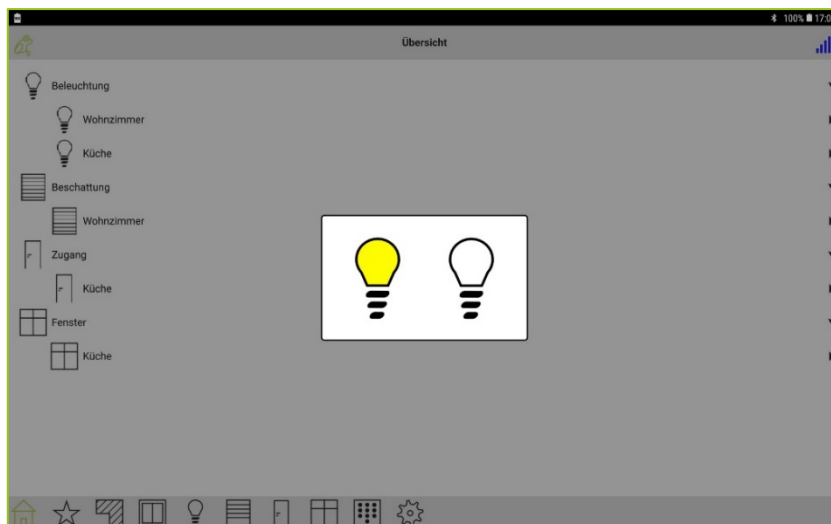 100% 17:0
Übersicht
Beleuchtung
Wohnzimmer
Küche
Beschattung
Wohnzimmer
Zugang
Küche
Fenster
Küche